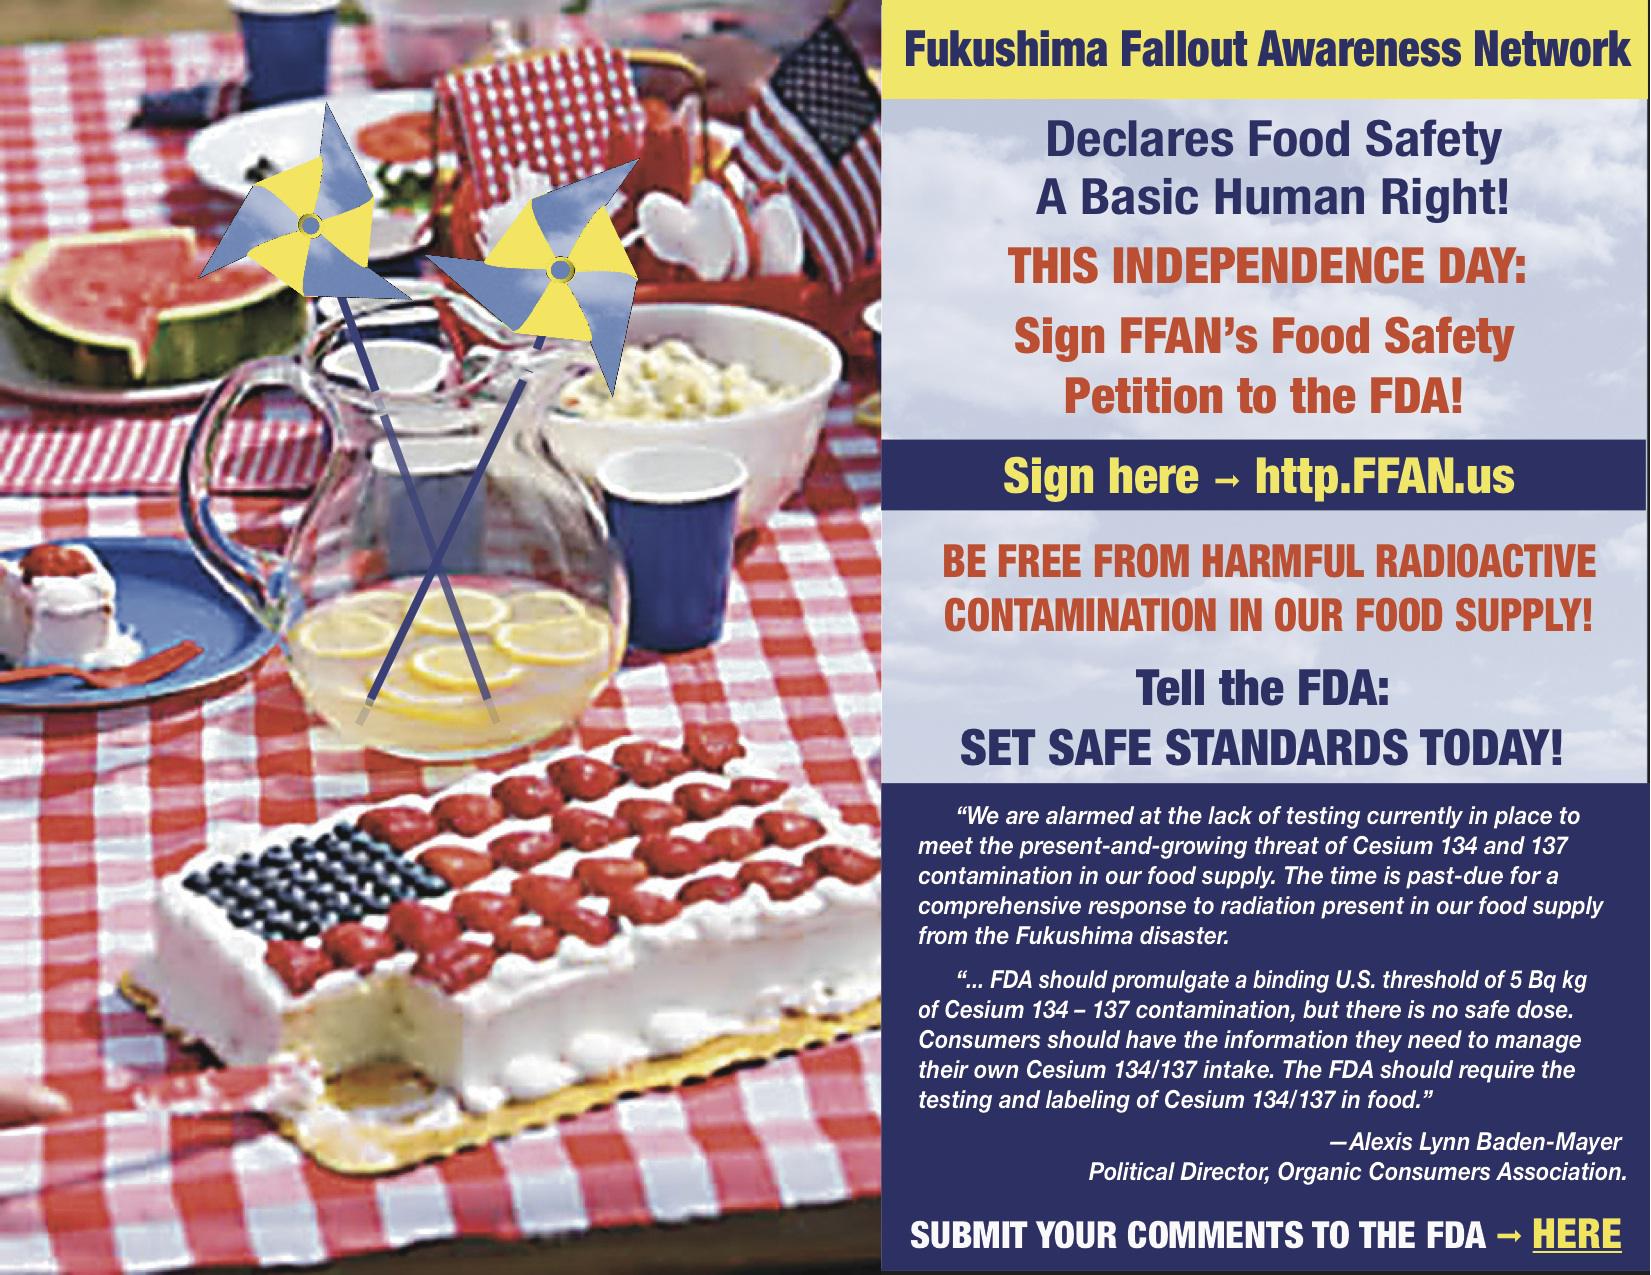 Fukushima Fallout Awareness Network
Declares Food Safety
A Basic Human Right!
THIS INDEPENDENCE DAY:
Sign FFAN’s Food Safety
Petition to the FDA!
Sign here → http.FFAN.us
BE FREE FROM HARMFUL RADIOACTIVE
CONTAMINATION IN OUR FOOD SUPPLY!
Tell the FDA:
SET SAFE STANDARDS TODAY!
“We are alarmed at the lack of testing currently in place to
meet the present-and-growing threat of Cesium 134 and 137
contamination in our food supply. The time is past-due for a
comprehensive response to radiation present in our food supply
from the Fukushima disaster.
“... FDA should promulgate a binding U.S. threshold of 5 Bq kg
of Cesium 134 – 137 contamination, but there is no safe dose.
Consumers should have the information they need to manage
their own Cesium 134/137 intake. The FDA should require the
testing and labeling of Cesium 134/137 in food.”
—Alexis Lynn Baden-Mayer
Political Director, Organic Consumers Association.
SUBMIT YOUR COMMENTS TO THE FDA → HERE